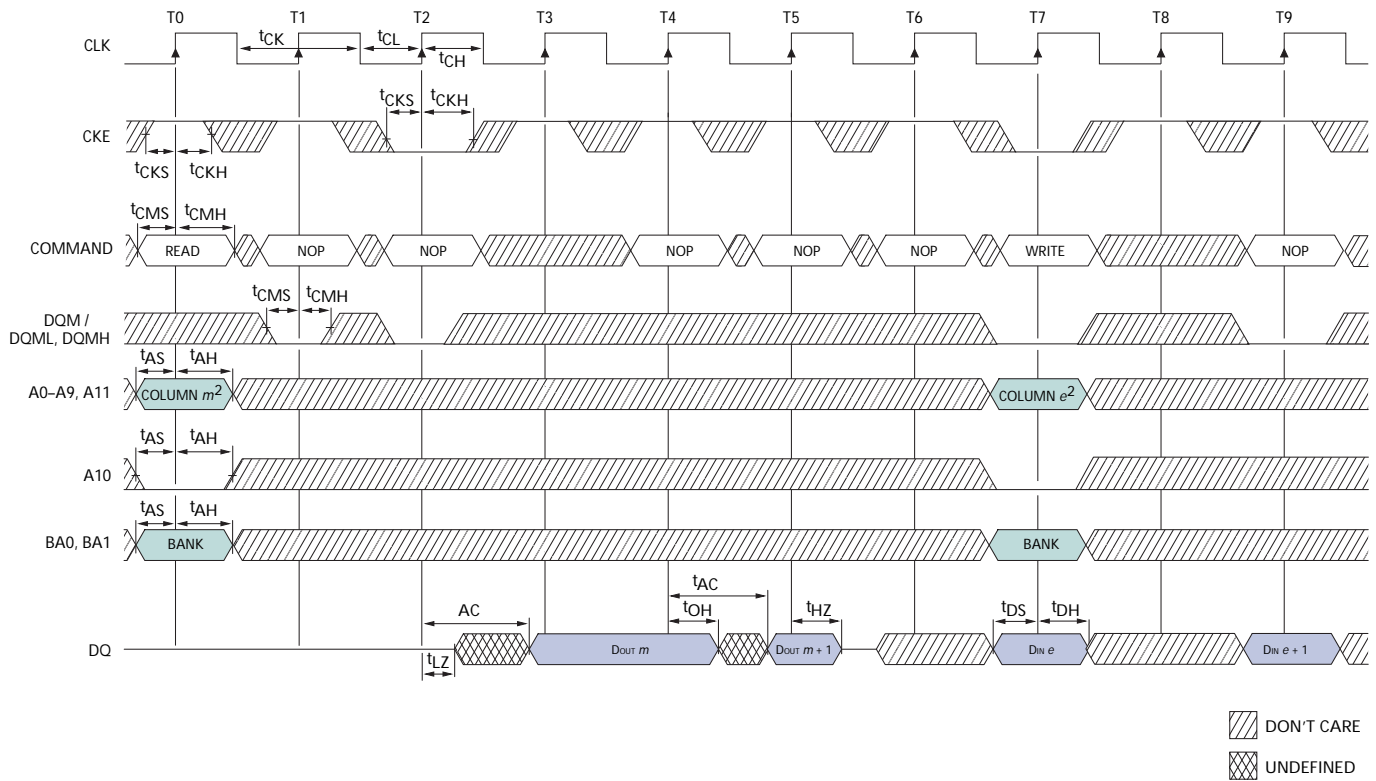 T0 T1 T2 T3 T4 T5 T6 T7 T8 T9
CLK
tCK tCL tCH
tCKS tCKH
CKE
tCKS tCKH
tCMS tCMH
COMMAND READ NOP NOP NOP NOP NOP WRITE NOP
tCMS tCMH
DQM /
DQML, DQMH
tAS tAH
A0–A9, A11 COLUMN m2 COLUMN e2
tAS tAH
A10
tAS tAH
BA0, BA1 BANK BANK
AC tAC tOH tHZ tDS tDH
DQ DOUT m DOUT m + 1 DIN e DIN e + 1
tLZ
DON'T CARE
UNDEFINED